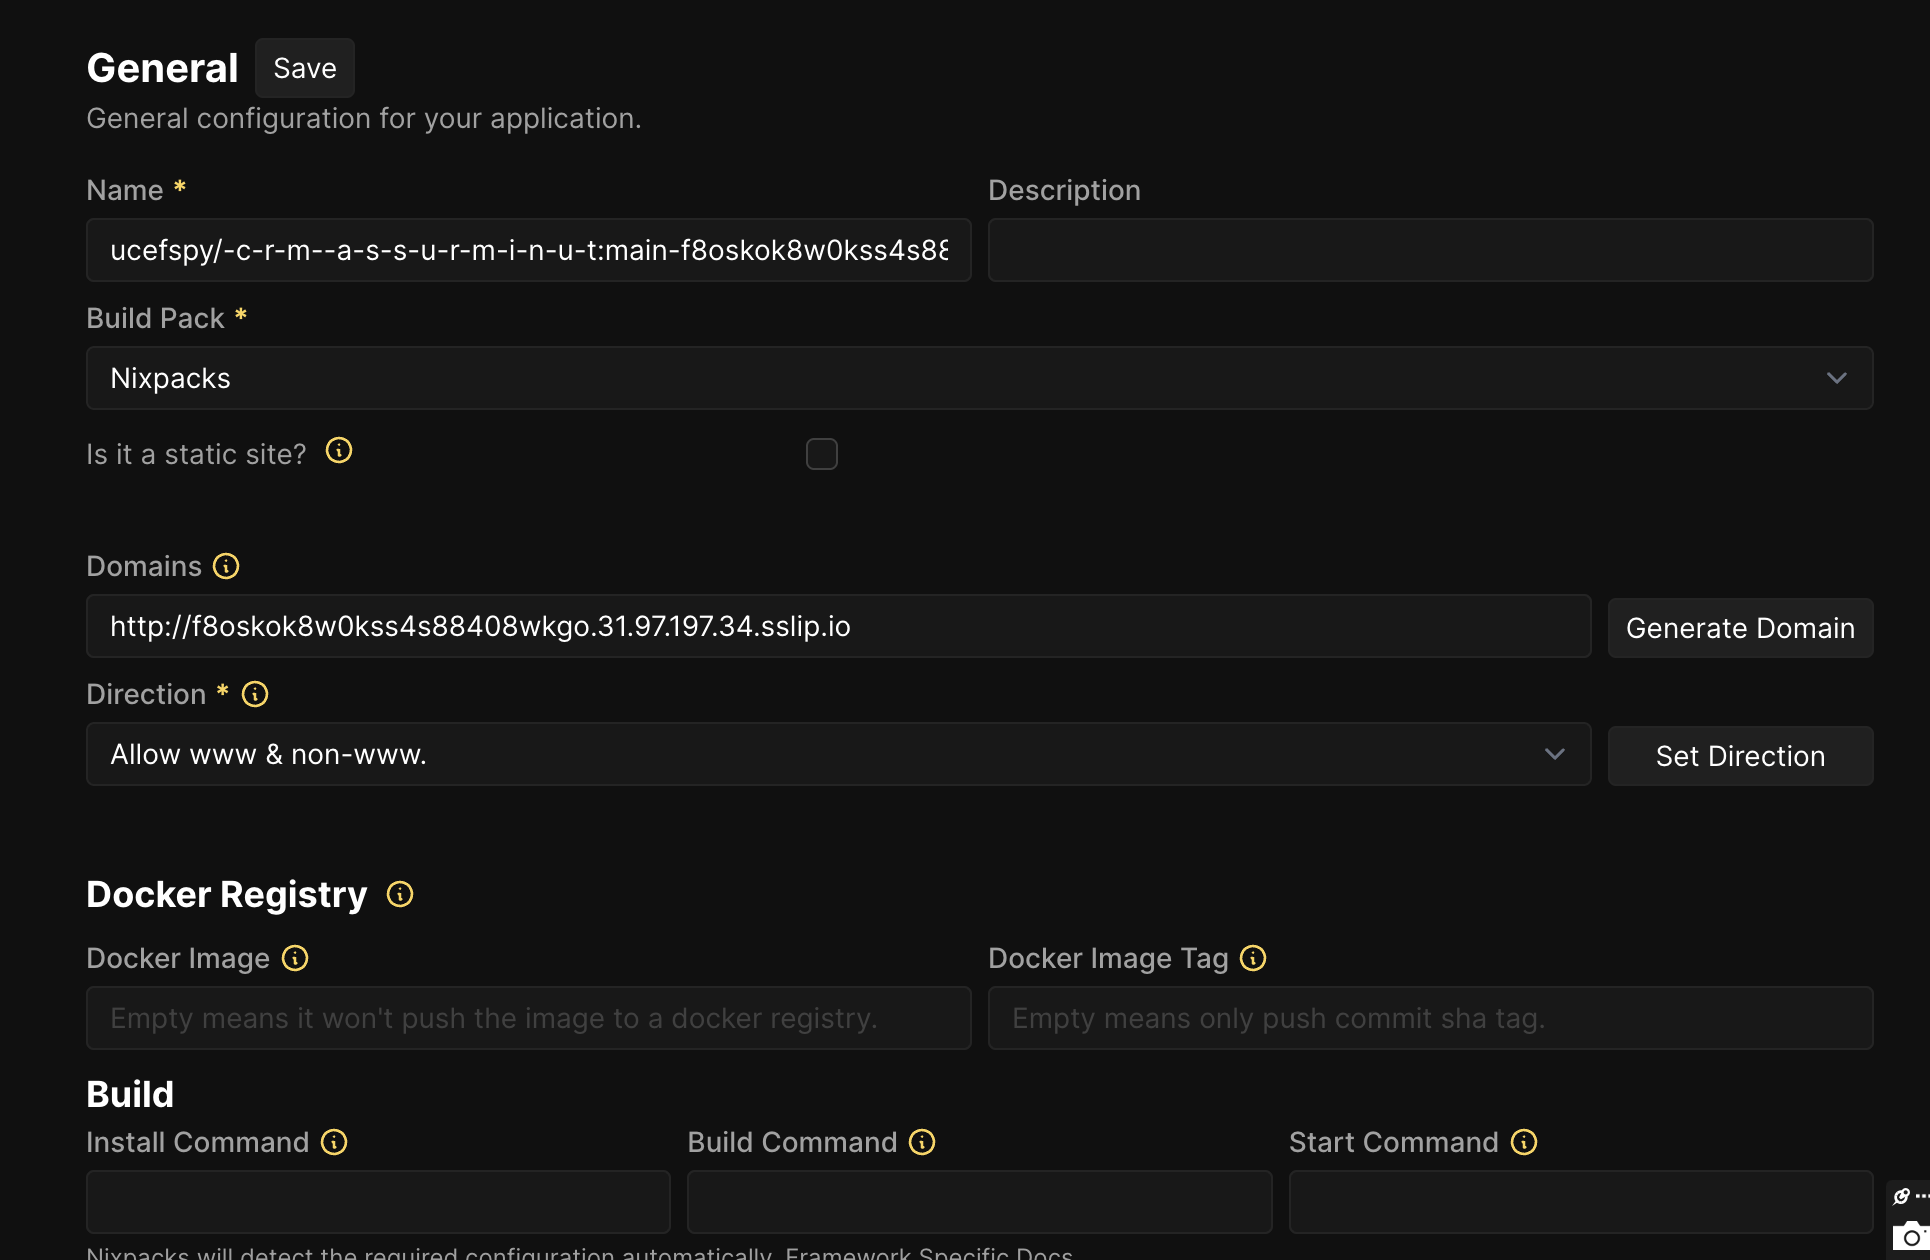 General Save
General configuration for your application.
Name * Description
ucefspy/-c-r-m--a-s-s-u-r-m-i-n-u-t:main-f8oskok8w0kss4s88
Build Pack *
Nixpacks
Is it a static site?
Domains
http://f8oskok8w0kss4s88408wkgo.31.97.197.34.sslip.io Generate Domain
Direction *
Allow www & non-www. Set Direction
Docker Registry
Docker Image Docker Image Tag
Empty means it won't push the image to a docker registry. Empty means only push commit sha tag.
Build
Install Command Build Command Start Command
Nixpacks will detect the required configuration automatically. Framework Specific Docs